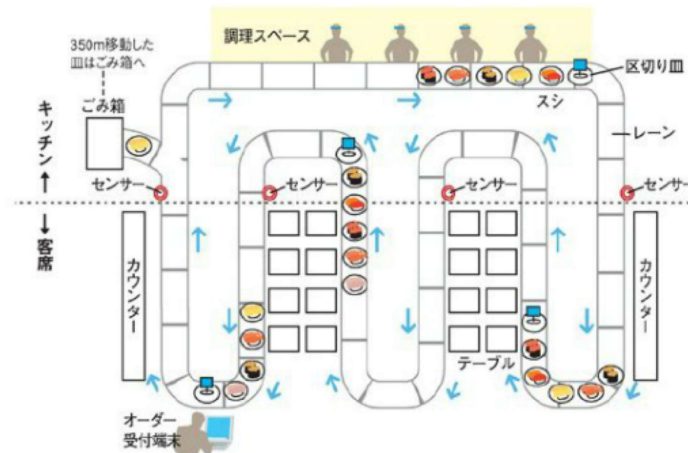 調理スペース
350m移動した
皿はごみ箱へ
ごみ箱
区切り皿
スシ
レーン
キッチン
センサー
センサー
センサー
センサー
客席
カウンター
カウンター
テーブル
オーダー
受付端末